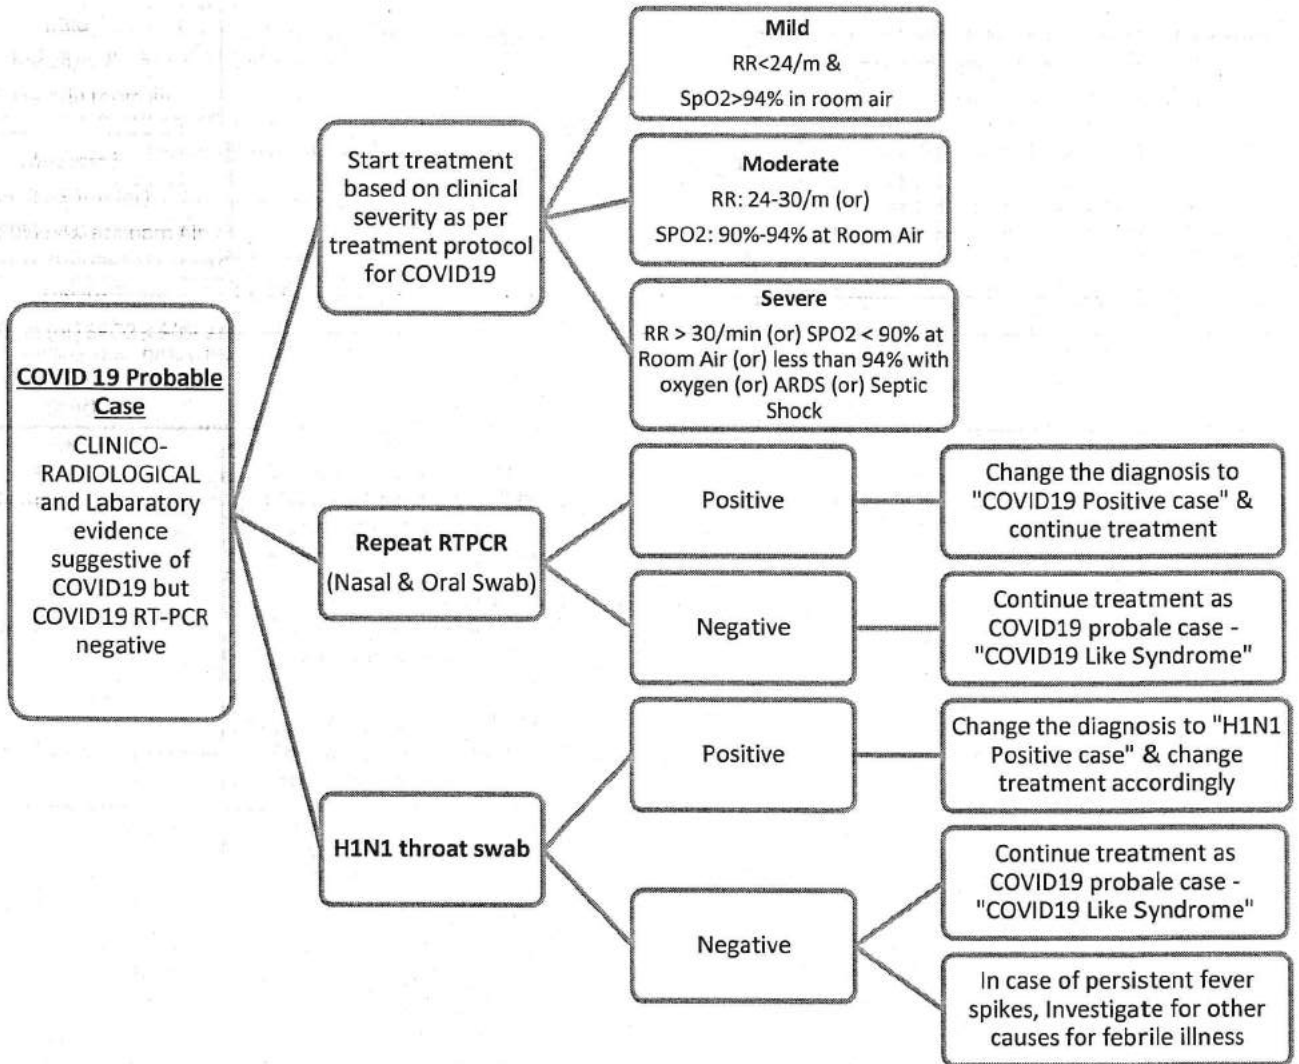 COVID 19 Probable
Case
CLINICO-
RADIOLOGICAL
and Labaratory
evidence
suggestive of
COVID19 but
COVID19 RT-PCR
negative
Start treatment
based on clinical
severity as per
treatment protocol
for COVID19
Mild
RR<24/m &
SpO2>94% in room air
Moderate
RR: 24-30/m (or)
SPO2: 90%-94% at Room Air
Severe
RR > 30/min (or) SPO2 < 90% at
Room Air (or) less than 94% with
oxygen (or) ARDS (or) Septic
Shock
Repeat RTPCR
(Nasal & Oral Swab)
Positive
Change the diagnosis to
"COVID19 Positive case" &
continue treatment
Negative
Continue treatment as
COVID19 probale case -
"COVID19 Like Syndrome"
H1N1 throat swab
Positive
Change the diagnosis to "H1N1
Positive case" & change
treatment accordingly
Negative
Continue treatment as
COVID19 probale case -
"COVID19 Like Syndrome"
In case of persistent fever
spikes, Investigate for other
causes for febrile illness